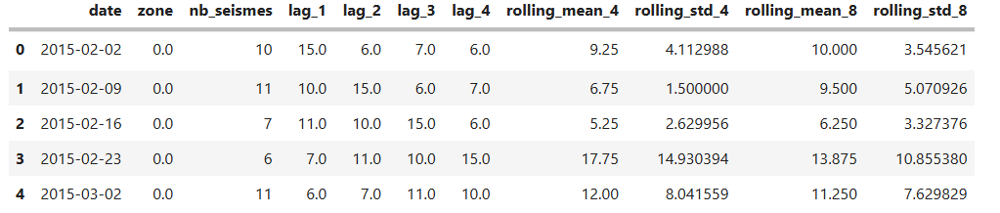 date zone nb_seismes lag_1 lag_2 lag_3 lag_4 rolling_mean_4 rolling_std_4 rolling_mean_8 rolling_std_8
0 2015-02-02 0.0 10 15.0 6.0 7.0 6.0 9.25 4.112988 10.000 3.545621
1 2015-02-09 0.0 11 10.0 15.0 6.0 7.0 6.75 1.500000 9.500 5.070926
2 2015-02-16 0.0 7 11.0 10.0 15.0 6.0 5.25 2.629956 6.250 3.327376
3 2015-02-23 0.0 6 7.0 11.0 10.0 15.0 17.75 14.930394 13.875 10.855380
4 2015-03-02 0.0 11 6.0 7.0 11.0 10.0 12.00 8.041559 11.250 7.629829